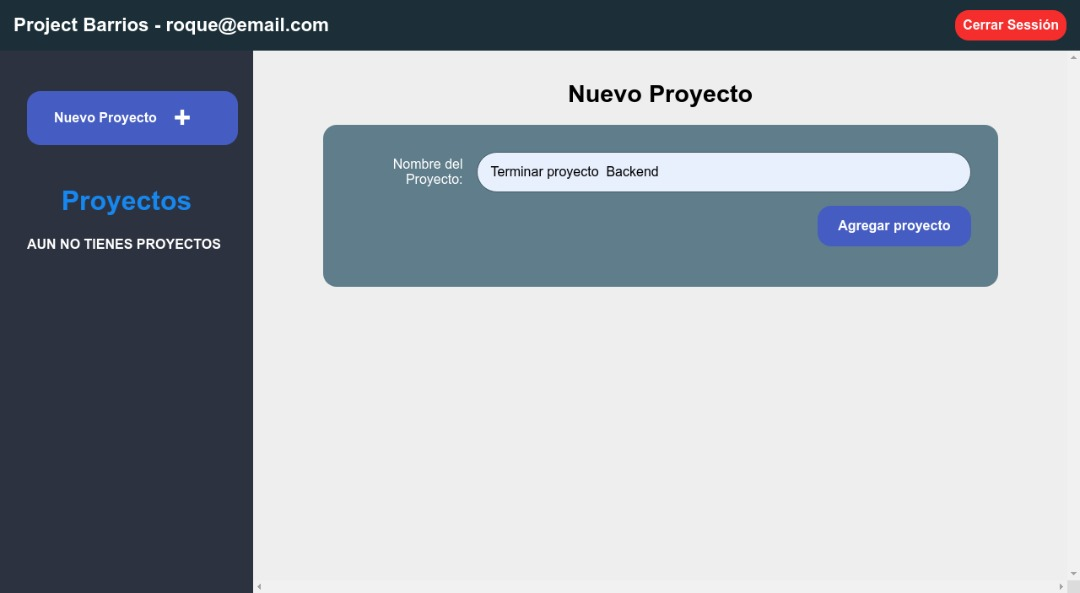 Project Barrios - roque@email.com
Cerrar Sesión
Nuevo Proyecto
Proyectos
AUN NO TIENES PROYECTOS
Nuevo Proyecto
Nombre del
Proyecto:
Terminar proyecto  Backend
Agregar proyecto